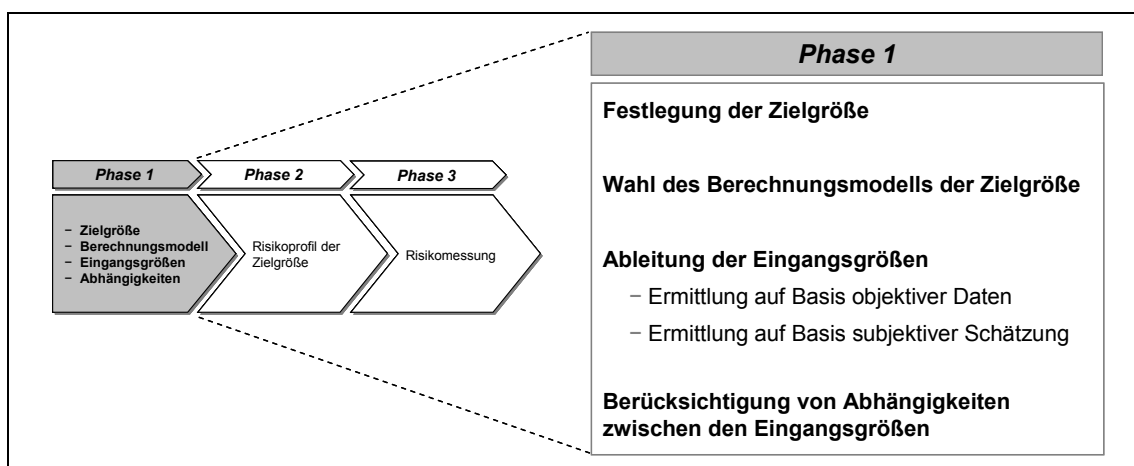 Phase 1
Phase 2
Phase 3
− Zielgröße
− Berechnungsmodell
− Eingangsgrößen
− Abhängigkeiten
Risikoprofil der
Zielgröße
Risikomessung
Phase 1
Festlegung der Zielgröße
Wahl des Berechnungsmodells der Zielgröße
Ableitung der Eingangsgrößen
− Ermittlung auf Basis objektiver Daten
− Ermittlung auf Basis subjektiver Schätzung
Berücksichtigung von Abhängigkeiten
zwischen den Eingangsgrößen